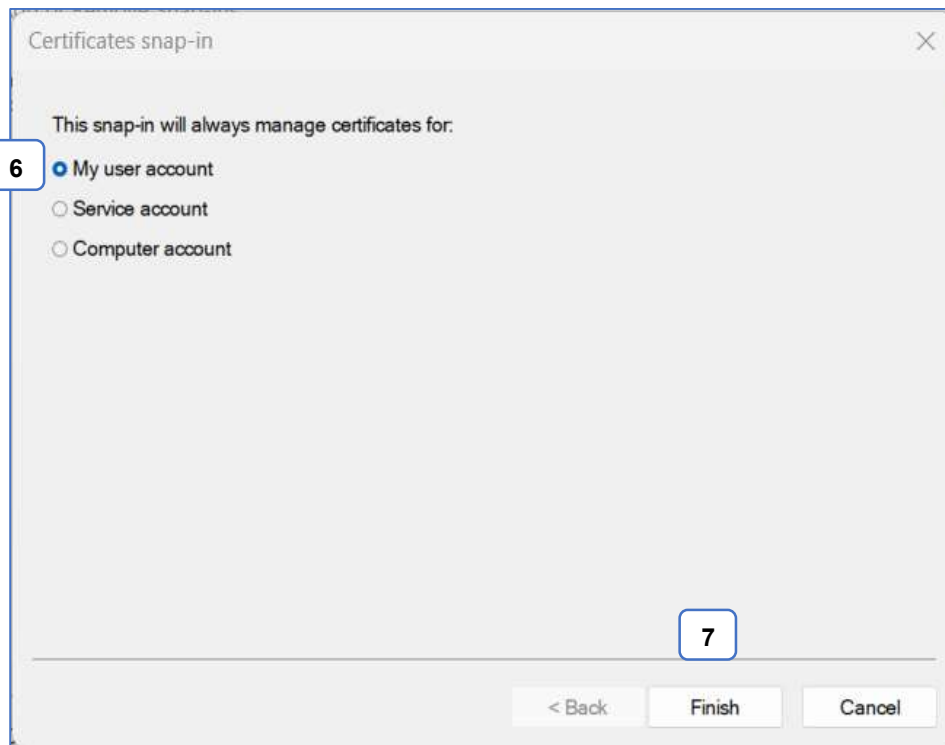 Certificates snap-in
This snap-in will always manage certificates for:
6
My user account
Service account
Computer account
7
< Back
Finish
Cancel